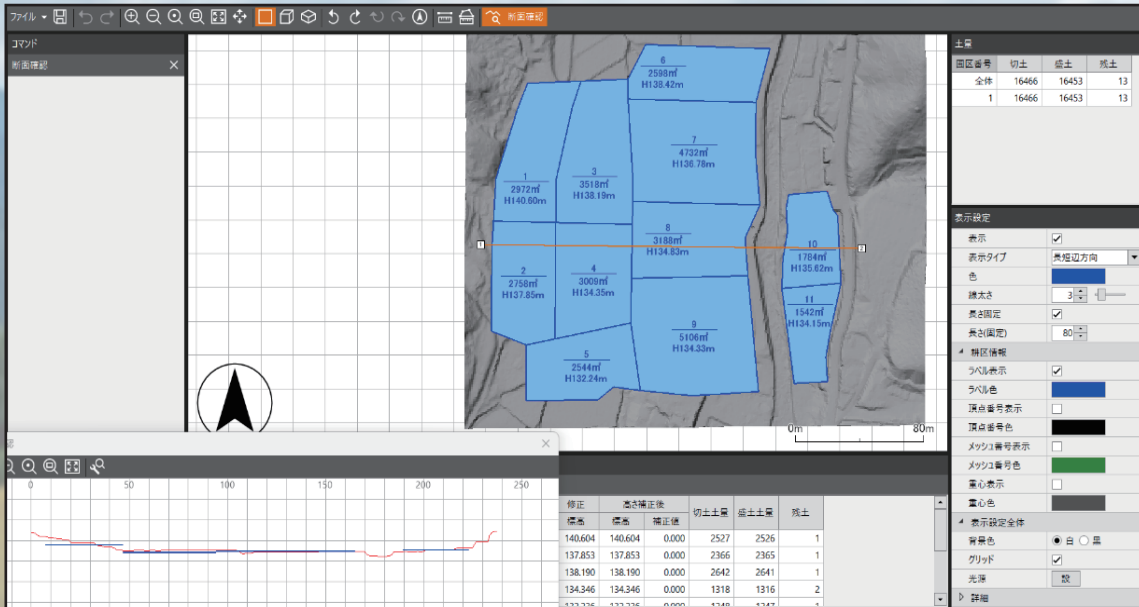 ファイル
断面確認
コマンド
断面確認
1
2972㎡
H140.60m
2
2758㎡
H137.85m
3
3518㎡
H138.19m
4
3009㎡
H134.35m
5
2544㎡
H132.24m
6
2598㎡
H138.42m
7
4732㎡
H136.78m
8
3188㎡
H134.83m
9
5106㎡
H134.33m
10
1784㎡
H135.62m
11
1542㎡
H134.15m
1
2
0m 80m
土量
団区番号 切土 盛土 残土
全体 16466 16453 13
1 16466 16453 13
表示設定
表示
表示タイプ 長短辺方向
色
線太さ 3
長さ固定
長さ(固定) 80
耕区情報
ラベル表示
ラベル色
頂点番号表示
頂点番号色
メッシュ番号表示
メッシュ番号色
重心表示
重心色
表示設定全体
背景色 白 黒
グリッド
光源 設
詳細
0 50 100 150 200 250
修正 高さ補正後 切土土量 盛土土量 残土
標高 標高 補正値
140.604 140.604 0.000 2527 2526 1
137.853 137.853 0.000 2366 2365 1
138.190 138.190 0.000 2642 2641 1
134.346 134.346 0.000 1318 1316 2